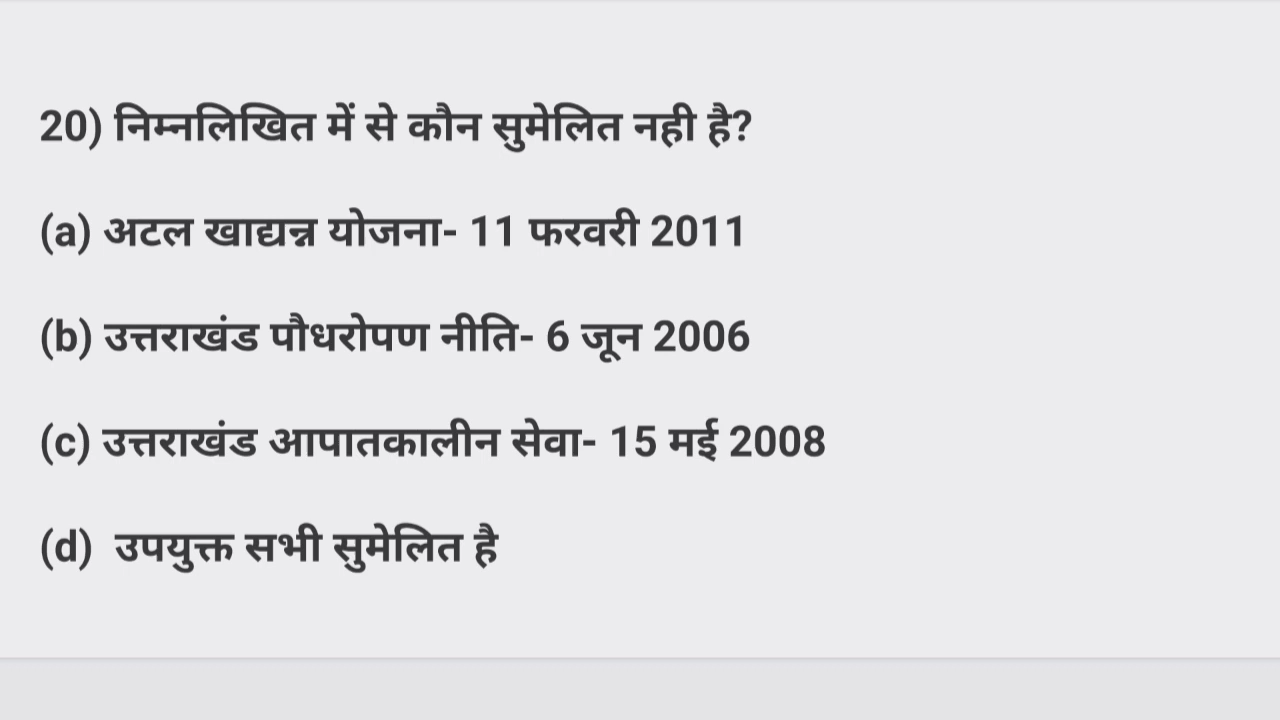 20) निम्नलिखित में से कौन सुमेलित नही है?
(a) अटल खाद्यन्न योजना- 11 फरवरी 2011
(b) उत्तराखंड पौधरोपण नीति- 6 जून 2006
(c) उत्तराखंड आपातकालीन सेवा- 15 मई 2008
(d) उपयुक्त सभी सुमेलित है